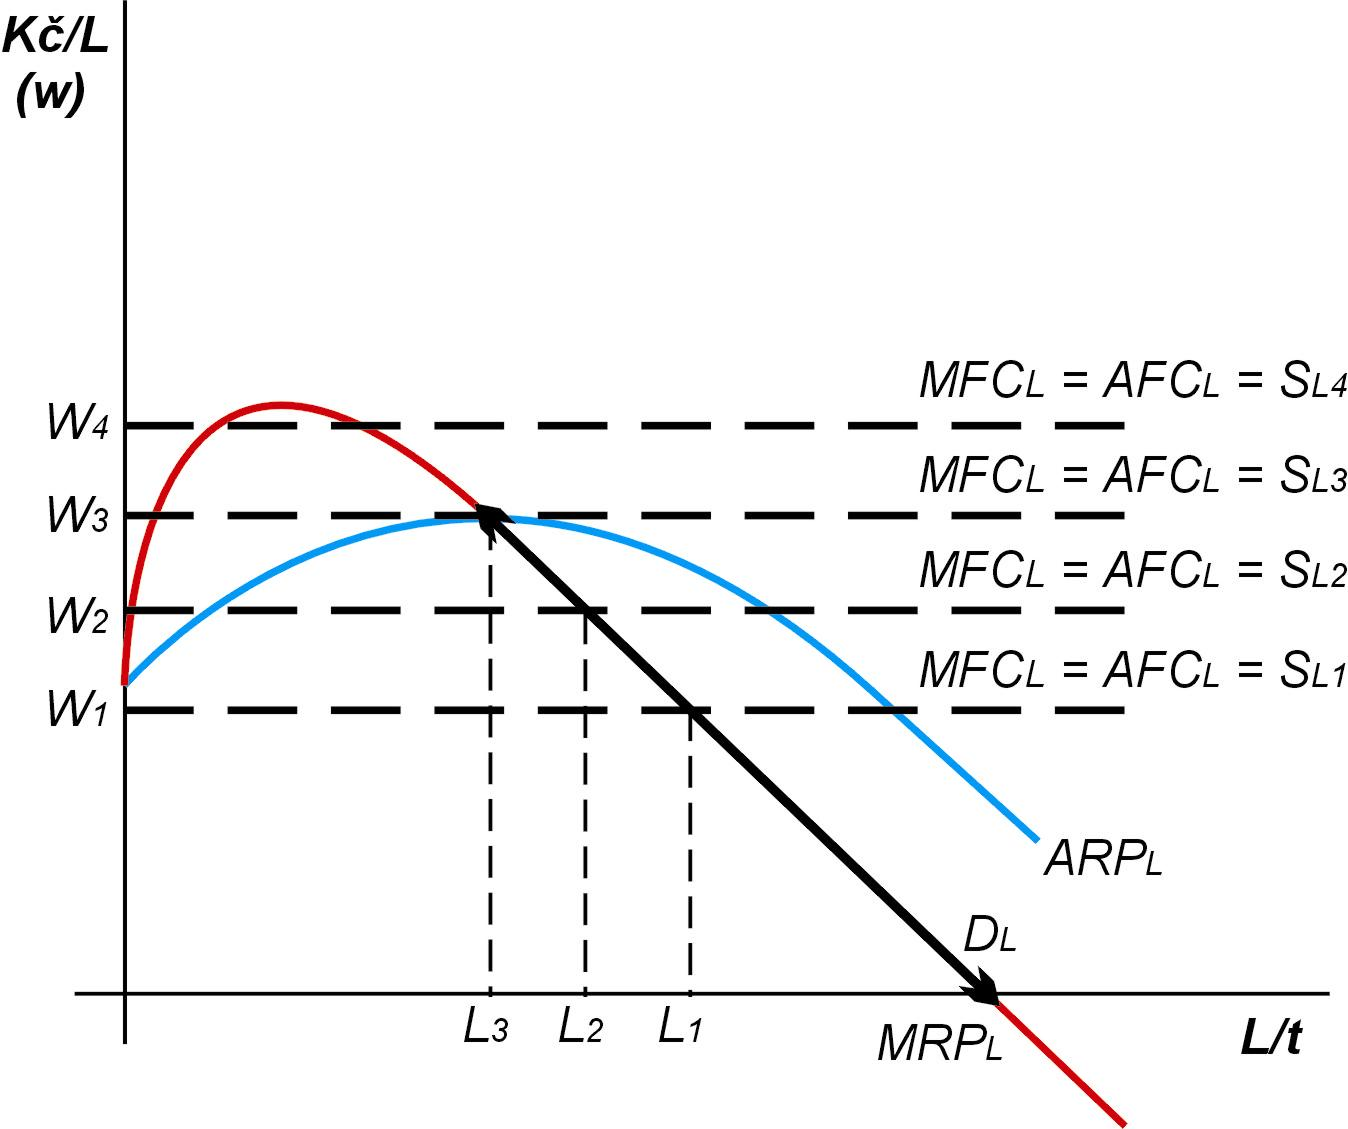 Kč/L
(w)
MFCL = AFCL = SL4
W4
MFCL = AFCL = SL3
W3
MFCL = AFCL = SL2
W2
MFCL = AFCL = SL1
W1
ARPL
DL
L3 L2 L1
MRPL
L/t